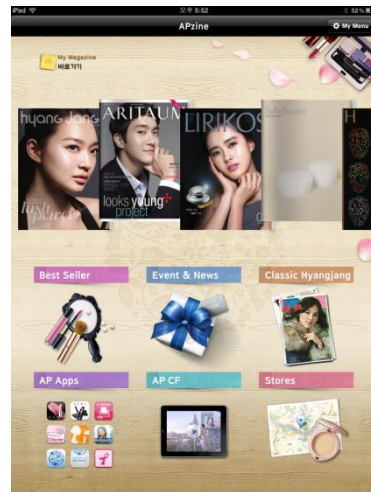 iPad
오후 5:52
52%
APzine
My Menu
My Magazine
바로가기
hyang Jang
ARITAUM
LIRIKOS
H
looks young
project
Best Seller
Event & News
Classic Hyangjang
AP Apps
AP CF
Stores